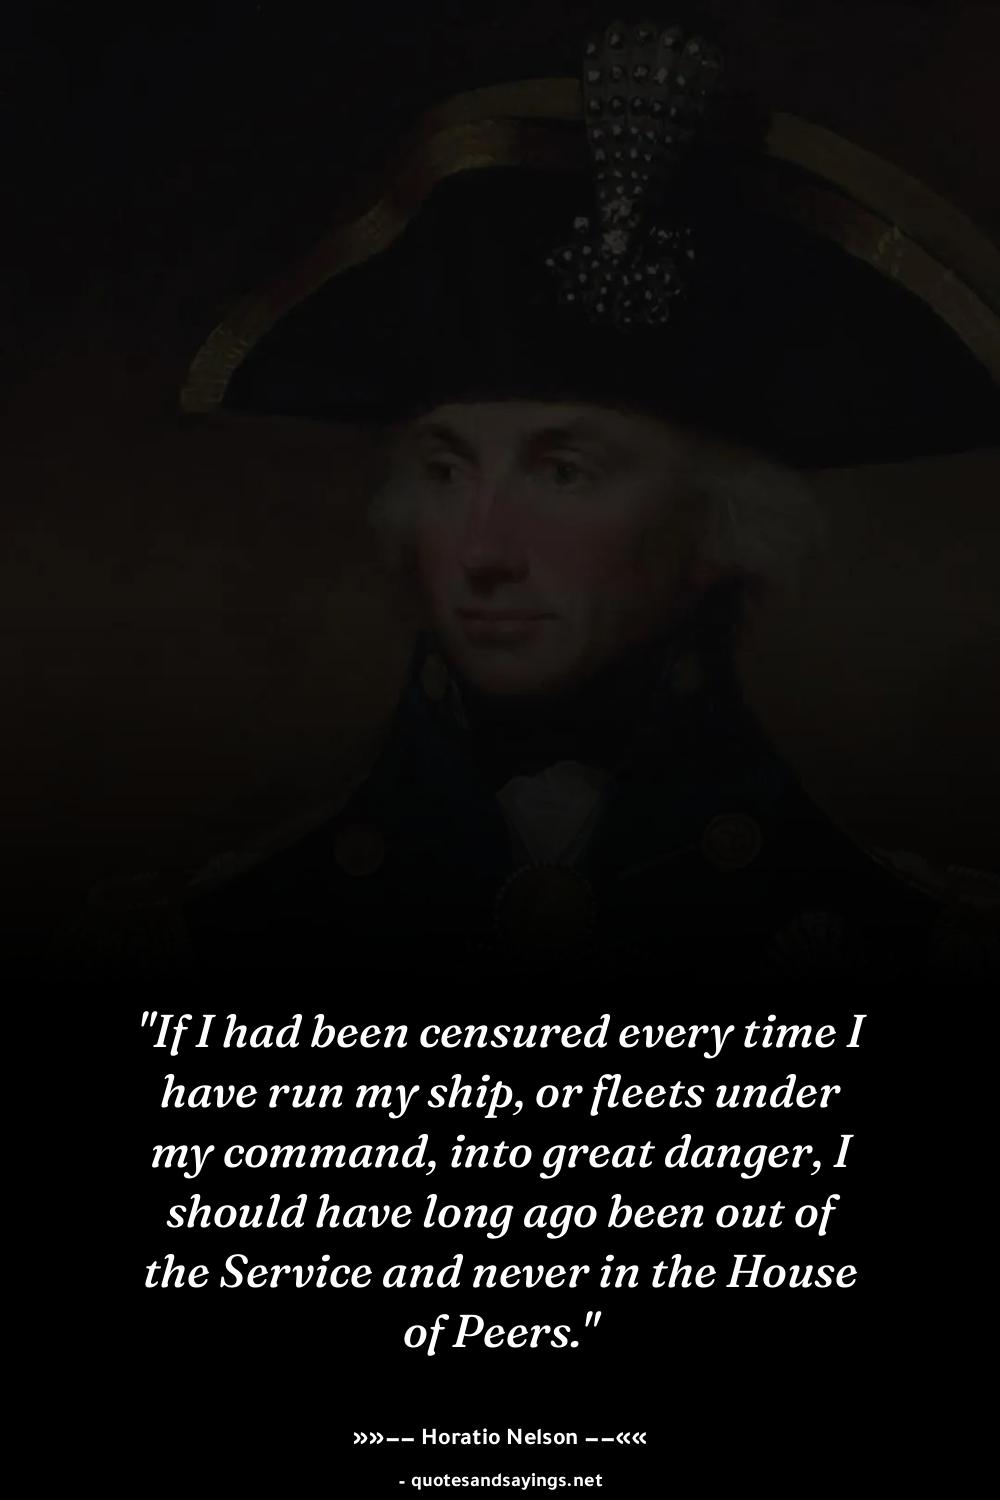 "If I had been censured every time I
have run my ship, or fleets under
my command, into great danger, I
should have long ago been out of
the Service and never in the House
of Peers."
»»−− Horatio Nelson −−««
- quotesandsayings.net